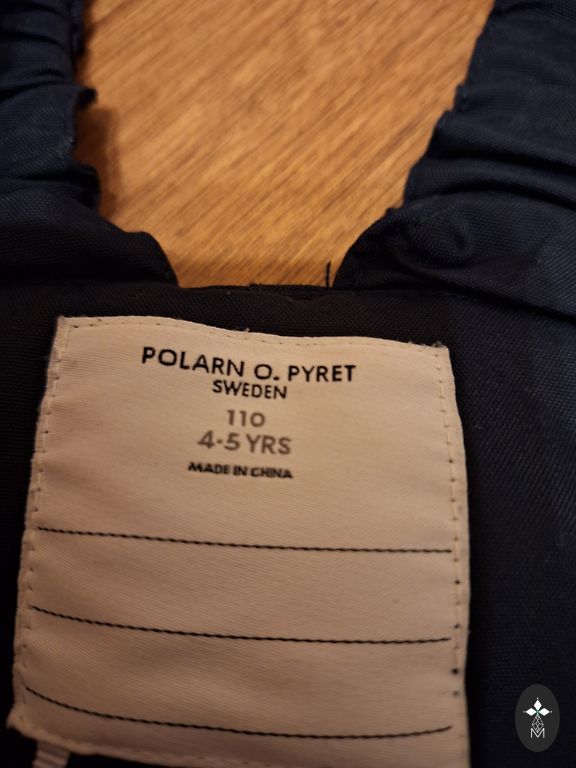 POLARN O. PYRET
SWEDEN
110
4-5 YRS
MADE IN CHINA
M